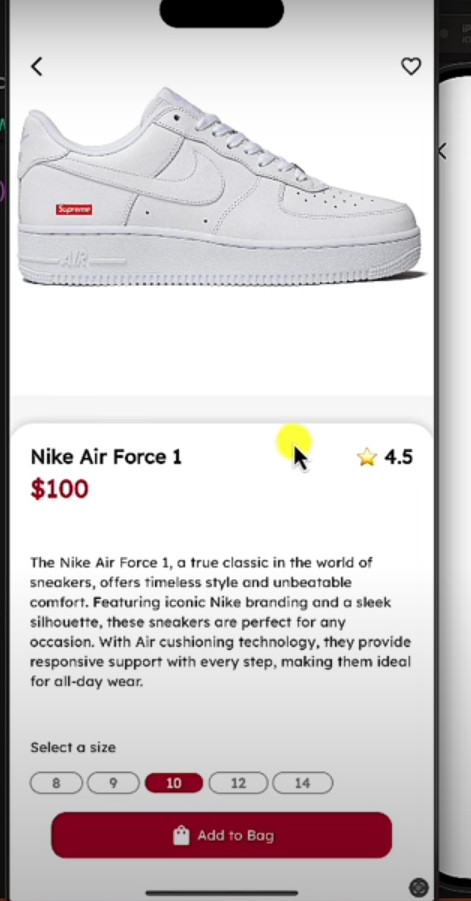 Supreme
AIR
Nike Air Force 1
4.5
$100
The Nike Air Force 1, a true classic in the world of
sneakers, offers timeless style and unbeatable
comfort. Featuring iconic Nike branding and a sleek
silhouette, these sneakers are perfect for any
occasion. With Air cushioning technology, they provide
responsive support with every step, making them ideal
for all-day wear.
Select a size
8 9 10 12 14
Add to Bag